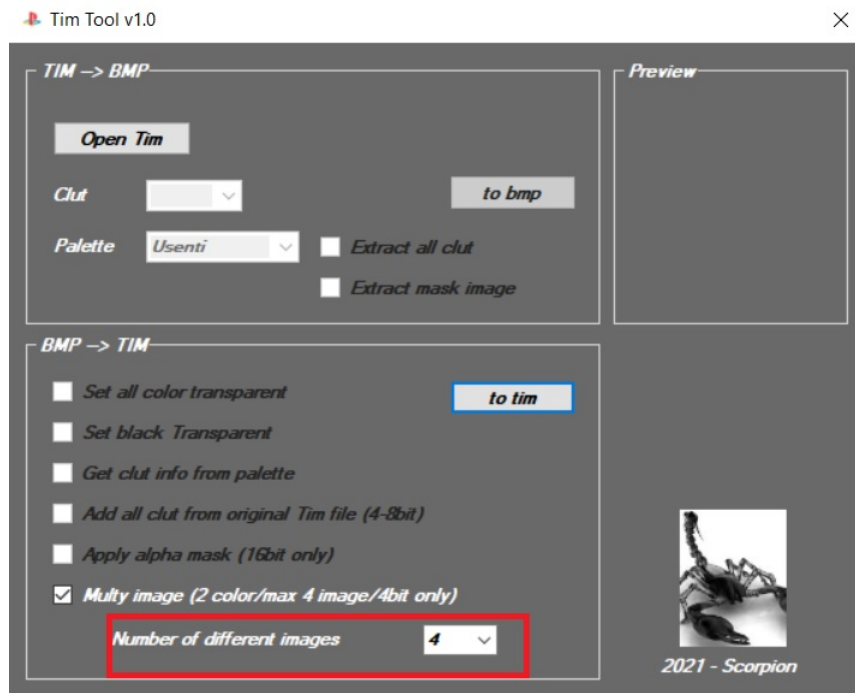 Tim Tool v1.0
TIM -> BMP
Preview
Open Tim
Clut
to bmp
Palette
Usenti
Extract all clut
Extract mask image
BMP -> TIM
Set all color transparent
to tim
Set black Transparent
Get clut info from palette
Add all clut from original Tim file (4-8bit)
Apply alpha mask (16bit only)
Multy image (2 color/max 4 image/4bit only)
Number of different images
4
2021 - Scorpion